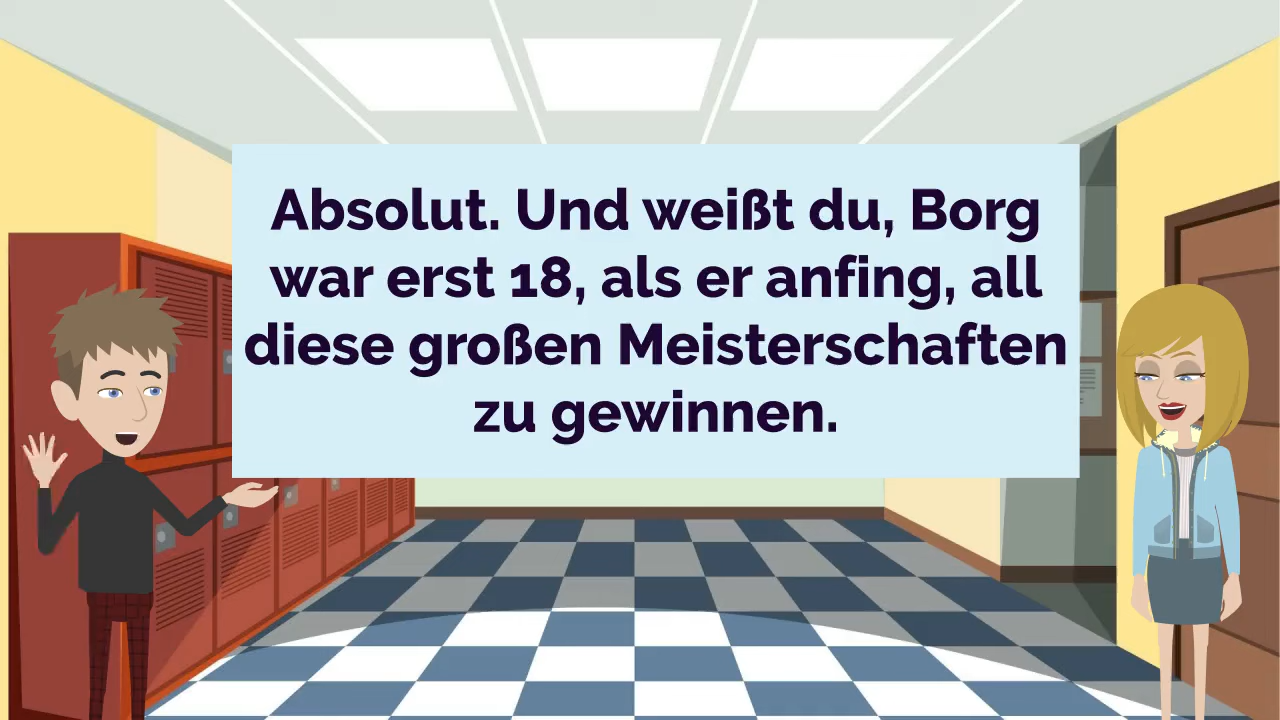 Absolut. Und weißt du, Borg
war erst 18, als er anfing, all
diese großen Meisterschaften
zu gewinnen.